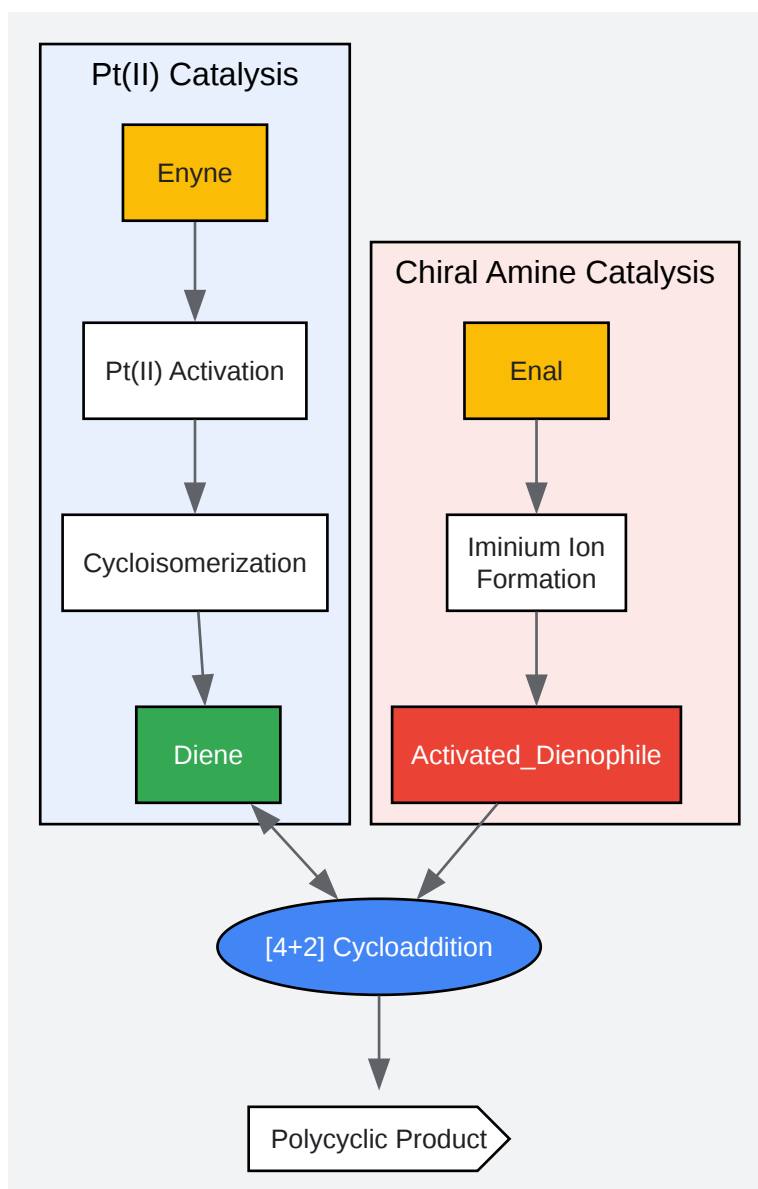 Pt(II) Catalysis
Enyne
Pt(II) Activation
Cycloisomerization
Diene
Chiral Amine Catalysis
Enal
Iminium Ion
Formation
Activated_Dienophile
[4+2] Cycloaddition
Polycyclic Product